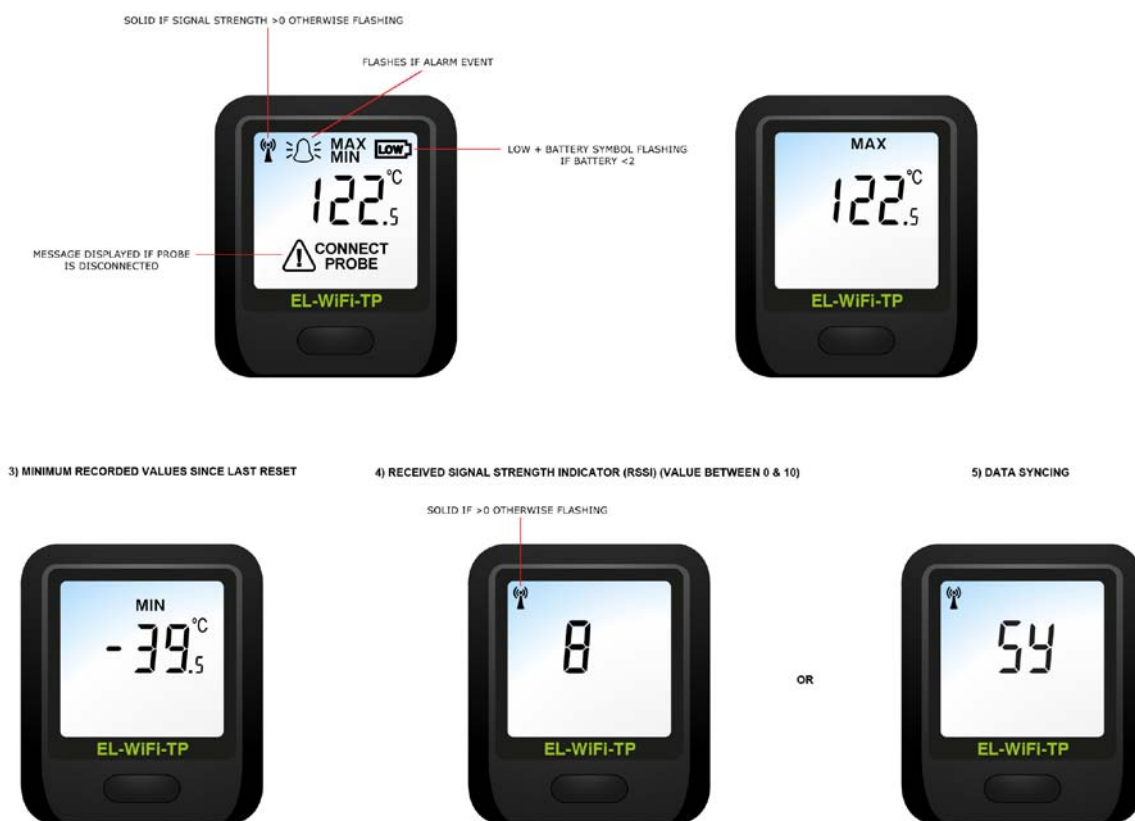 SOLID IF SIGNAL STRENGTH >0 OTHERWISE FLASHING
FLASHES IF ALARM EVENT
MAX
MIN
LOW
LOW + BATTERY SYMBOL FLASHING
IF BATTERY <2
122.5 °C
MESSAGE DISPLAYED IF PROBE
IS DISCONNECTED
CONNECT
PROBE
EL-WiFi-TP
MAX
122.5 °C
EL-WiFi-TP
3) MINIMUM RECORDED VALUES SINCE LAST RESET
4) RECEIVED SIGNAL STRENGTH INDICATOR (RSSI) (VALUE BETWEEN 0 & 10)
5) DATA SYNCING
SOLID IF >0 OTHERWISE FLASHING
MIN
-39.5 °C
EL-WiFi-TP
8
EL-WiFi-TP
OR
SY
EL-WiFi-TP